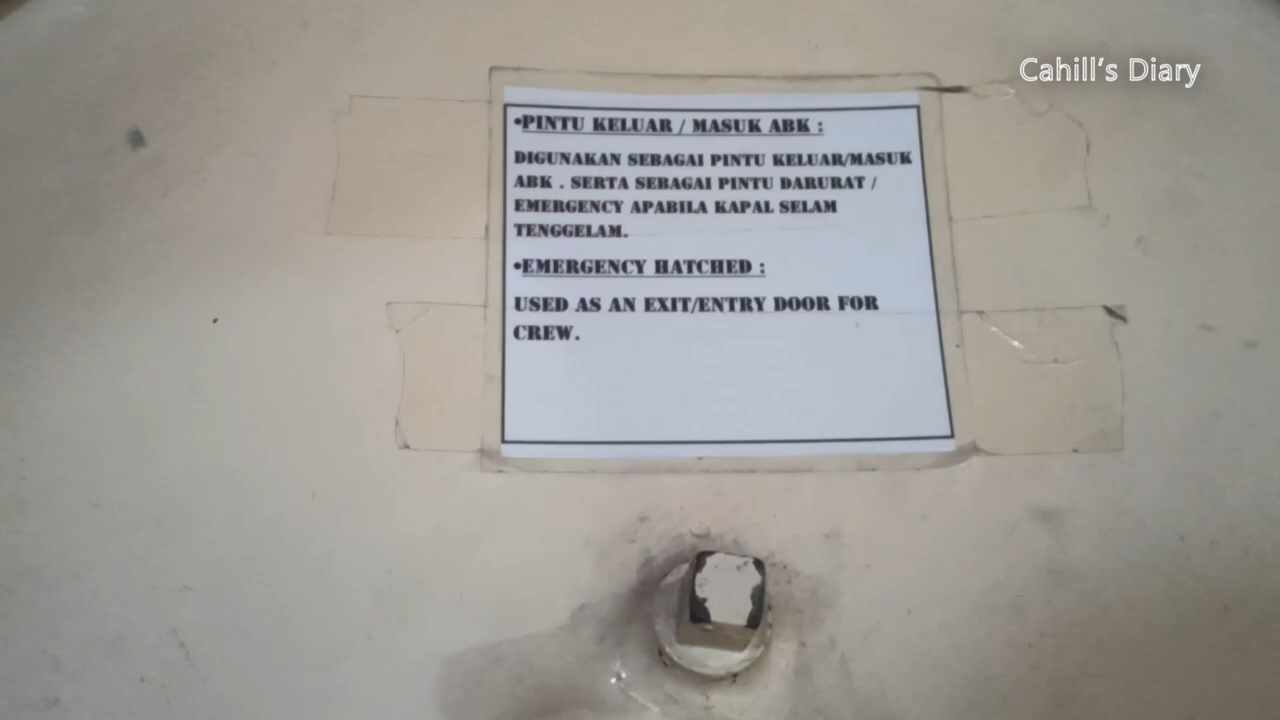 Cahill's Diary
•PINTU KELUAR / MASUK ABK :
DIGUNAKAN SEBAGAI PINTU KELUAR/MASUK
ABK . SERTA SEBAGAI PINTU DARURAT /
EMERGENCY APABILA KAPAL SELAM
TENGGELAM.
•EMERGENCY HATCHED :
USED AS AN EXIT/ENTRY DOOR FOR
CREW.